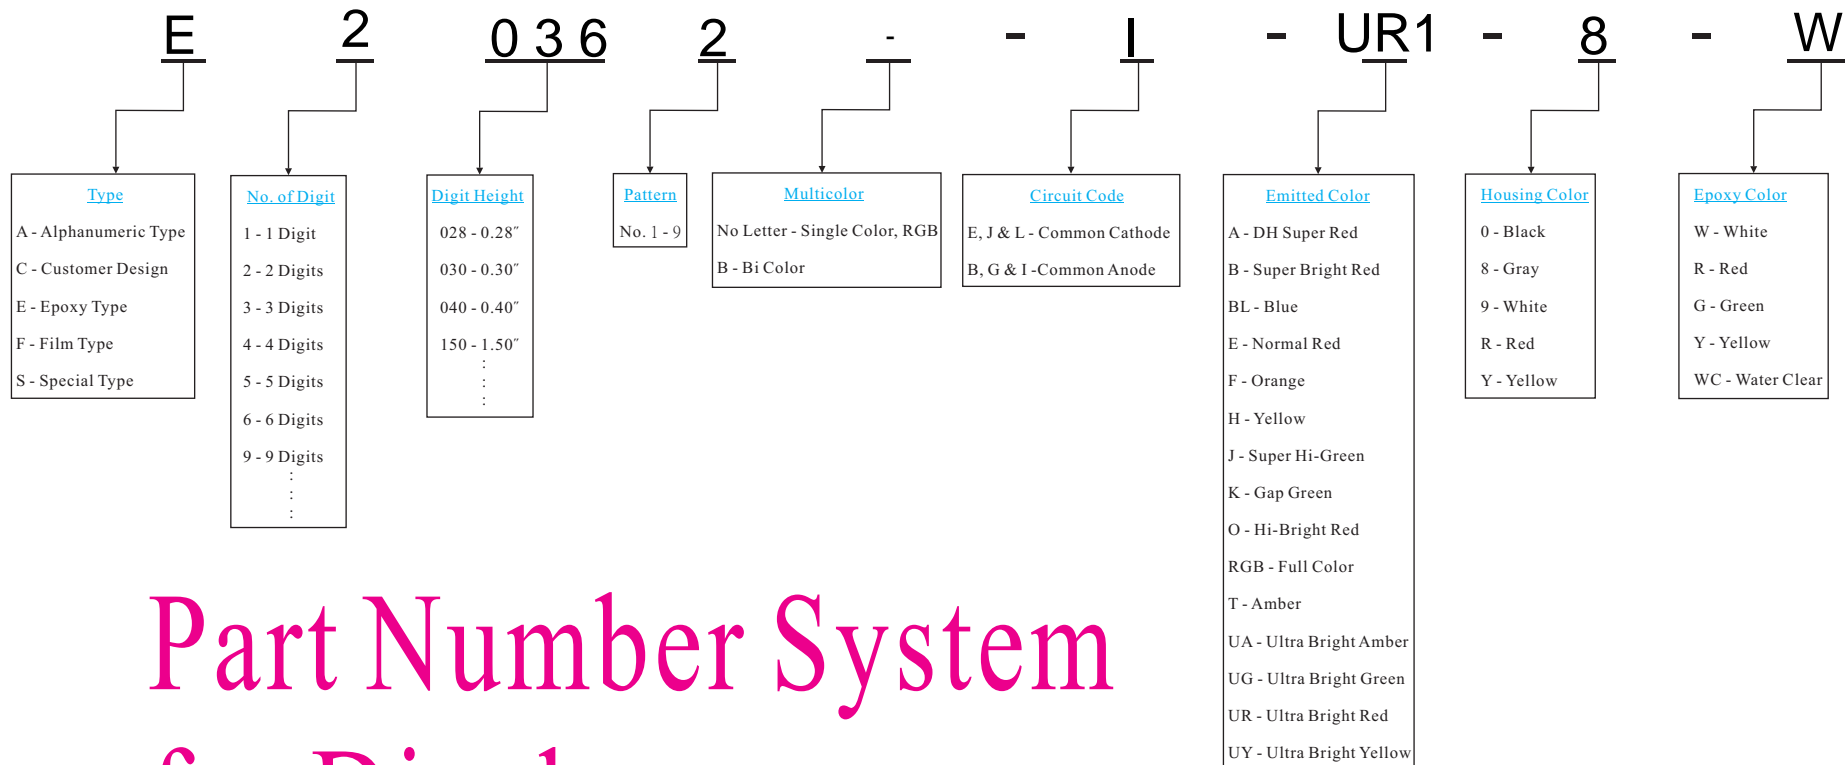 E 2 036 2 - - I - UR1 - 8 - W
Type
A - Alphanumeric Type
C - Customer Design
E - Epoxy Type
F - Film Type
S - Special Type
No. of Digit
1 - 1 Digit
2 - 2 Digits
3 - 3 Digits
4 - 4 Digits
5 - 5 Digits
6 - 6 Digits
9 - 9 Digits
:
:
:
Digit Height
028 - 0.28"
030 - 0.30"
040 - 0.40"
150 - 1.50"
:
:
:
Pattern
No. 1 - 9
Multicolor
No Letter - Single Color, RGB
B - Bi Color
Circuit Code
E, J & L - Common Cathode
B, G & I -Common Anode
Emitted Color
A - DH Super Red
B - Super Bright Red
BL - Blue
E - Normal Red
F - Orange
H - Yellow
J - Super Hi-Green
K - Gap Green
O - Hi-Bright Red
RGB - Full Color
T - Amber
UA - Ultra Bright Amber
UG - Ultra Bright Green
UR - Ultra Bright Red
UY - Ultra Bright Yellow
Housing Color
0 - Black
8 - Gray
9 - White
R - Red
Y - Yellow
Epoxy Color
W - White
R - Red
G - Green
Y - Yellow
WC - Water Clear
Part Number System